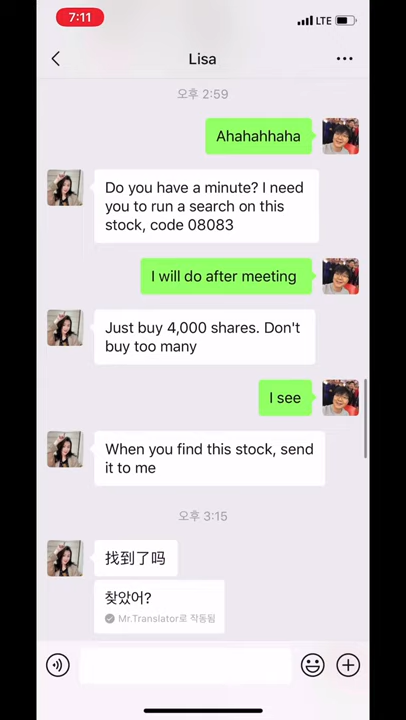 7:11
LTE
Lisa
오후 2:59
Ahahahhaha
Do you have a minute? I need
you to run a search on this
stock, code 08083
I will do after meeting
Just buy 4,000 shares. Don't
buy too many
I see
When you find this stock, send
it to me
오후 3:15
找到了吗
찾았어?
Mr.Translator로 작동됨